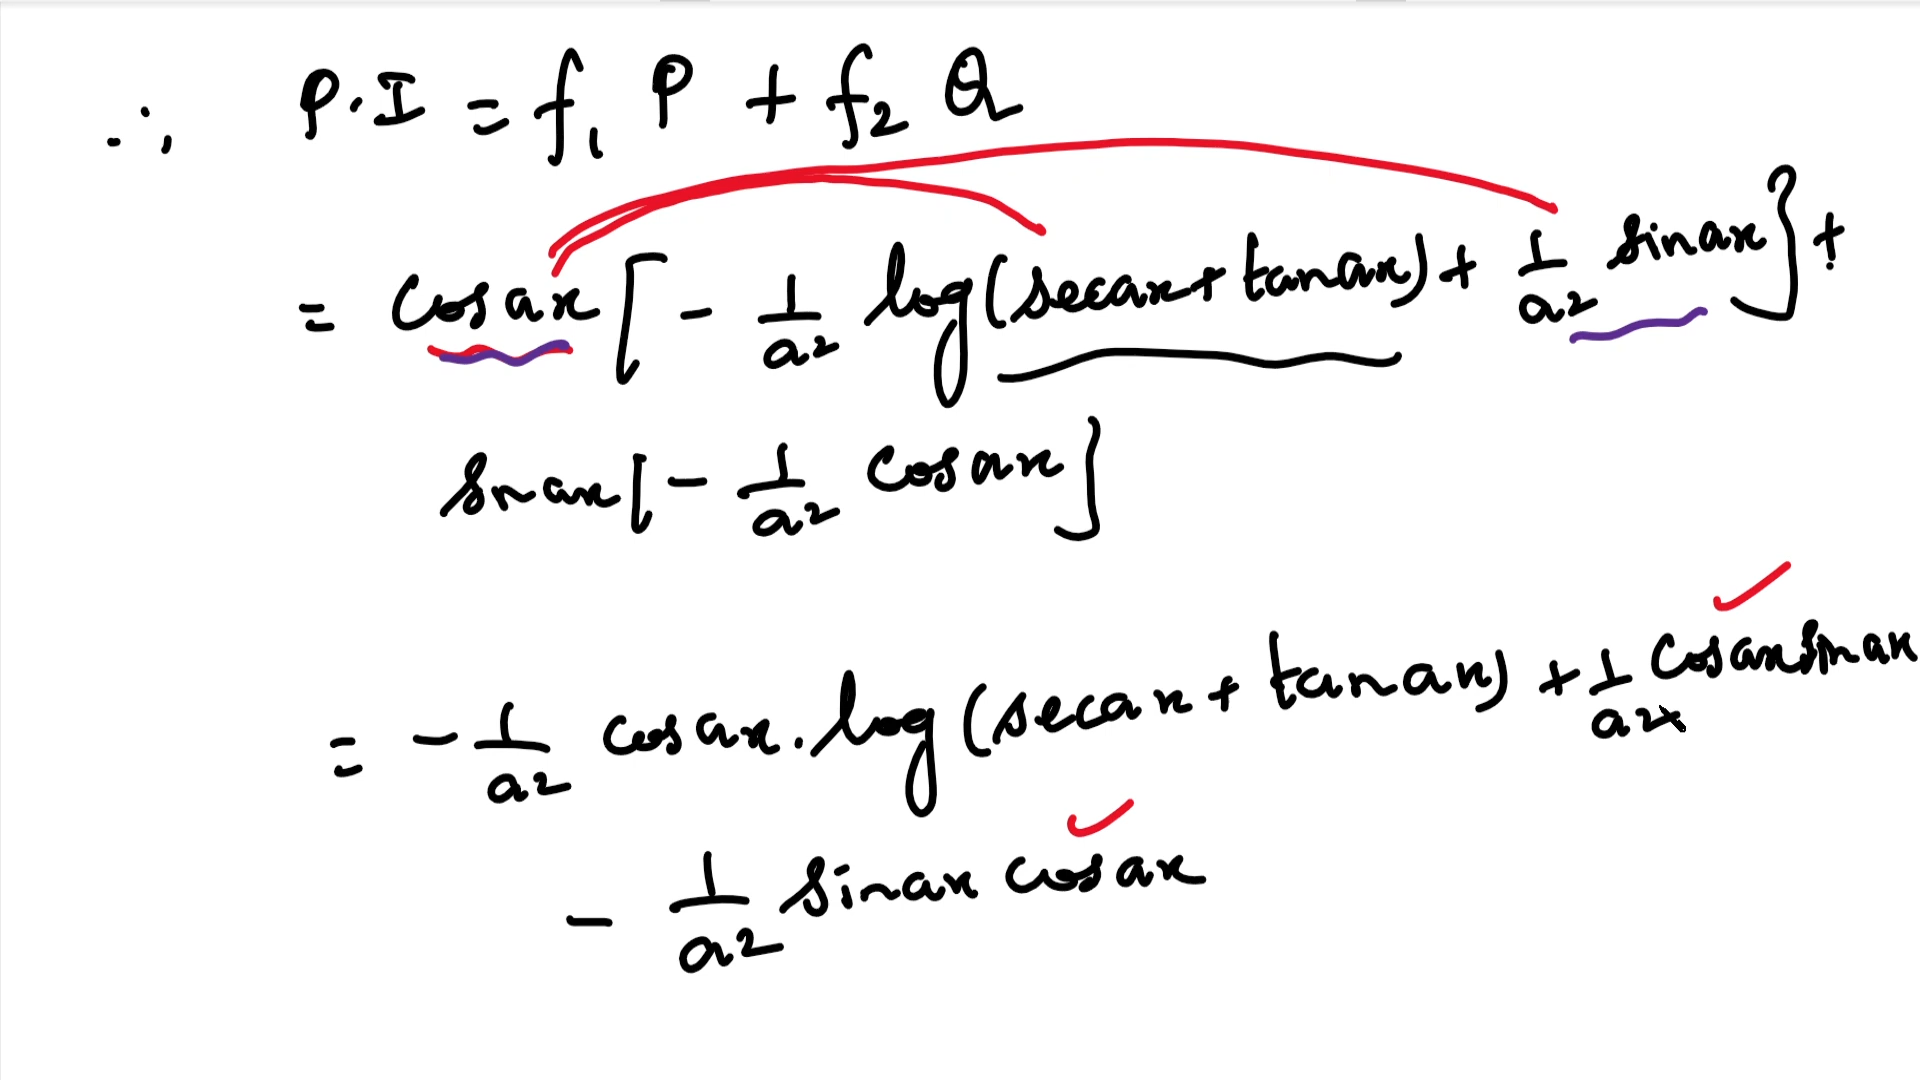 ∴ P.I = f₁ P + f₂ Q
= cos ax [ - 1/a² log(sec ax + tan ax) + 1/a² sin ax ] +
sn ax [ - 1/a² cos ax ]
= - 1/a² cos ax . log (sec ax + tan ax) + 1/a² cos ax sin ax
- 1/a² sin ax cos ax